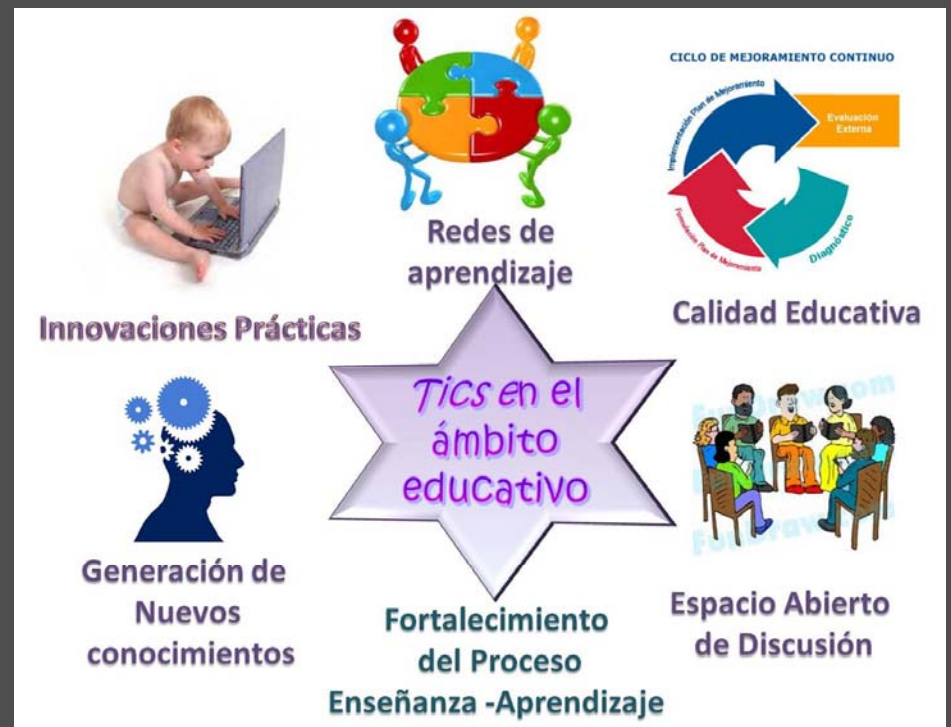 CICLO DE MEJORAMIENTO CONTINUO
Implementación Plan de Mejoramiento
Evaluación
Externa
Formulación Plan de Mejoramiento
Diagnóstico
Redes de
aprendizaje
Innovaciones Prácticas
Calidad Educativa
Tics en el
ámbito
educativo
Generación de
Nuevos
conocimientos
Fortalecimiento
del Proceso
Enseñanza -Aprendizaje
Espacio Abierto
de Discusión